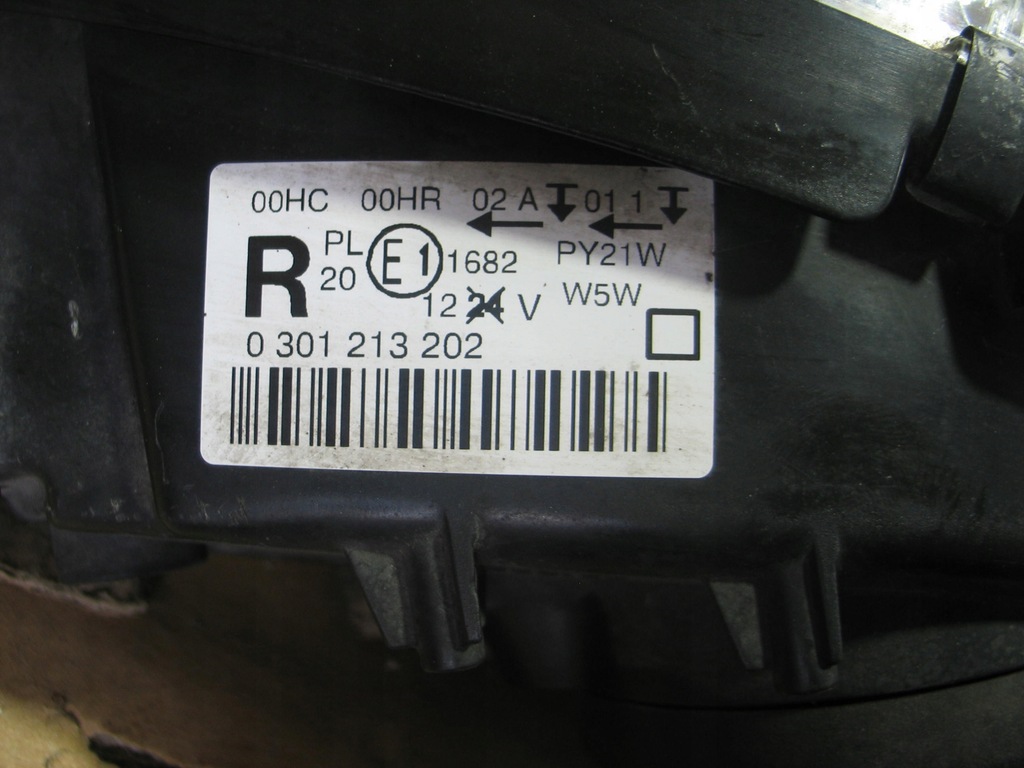 00HC 00HR 02 A 01 1
R PL E1 1682 PY21W
20 12 24 V W5W
0 301 213 202